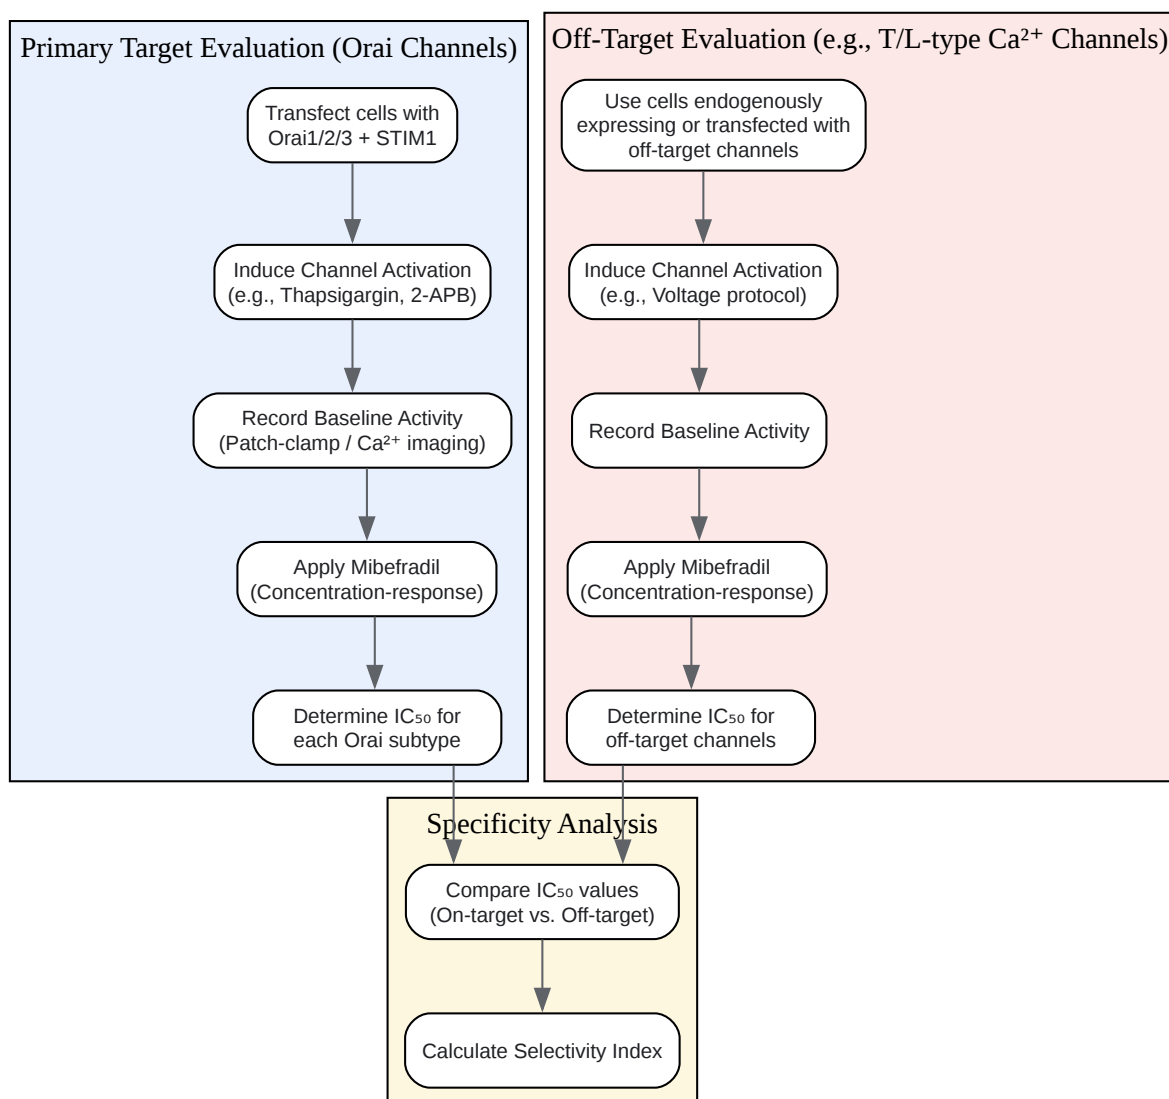 Primary Target Evaluation (Orai Channels)
Transfect cells with
Orai1/2/3 + STIM1
Induce Channel Activation
(e.g., Thapsigargin, 2-APB)
Record Baseline Activity
(Patch-clamp / Ca²⁺ imaging)
Apply Mibefradil
(Concentration-response)
Determine IC₅₀ for
each Orai subtype
Off-Target Evaluation (e.g., T/L-type Ca²⁺ Channels)
Use cells endogenously
expressing or transfected with
off-target channels
Induce Channel Activation
(e.g., Voltage protocol)
Record Baseline Activity
Apply Mibefradil
(Concentration-response)
Determine IC₅₀ for
off-target channels
Specificity Analysis
Compare IC₅₀ values
(On-target vs. Off-target)
Calculate Selectivity Index